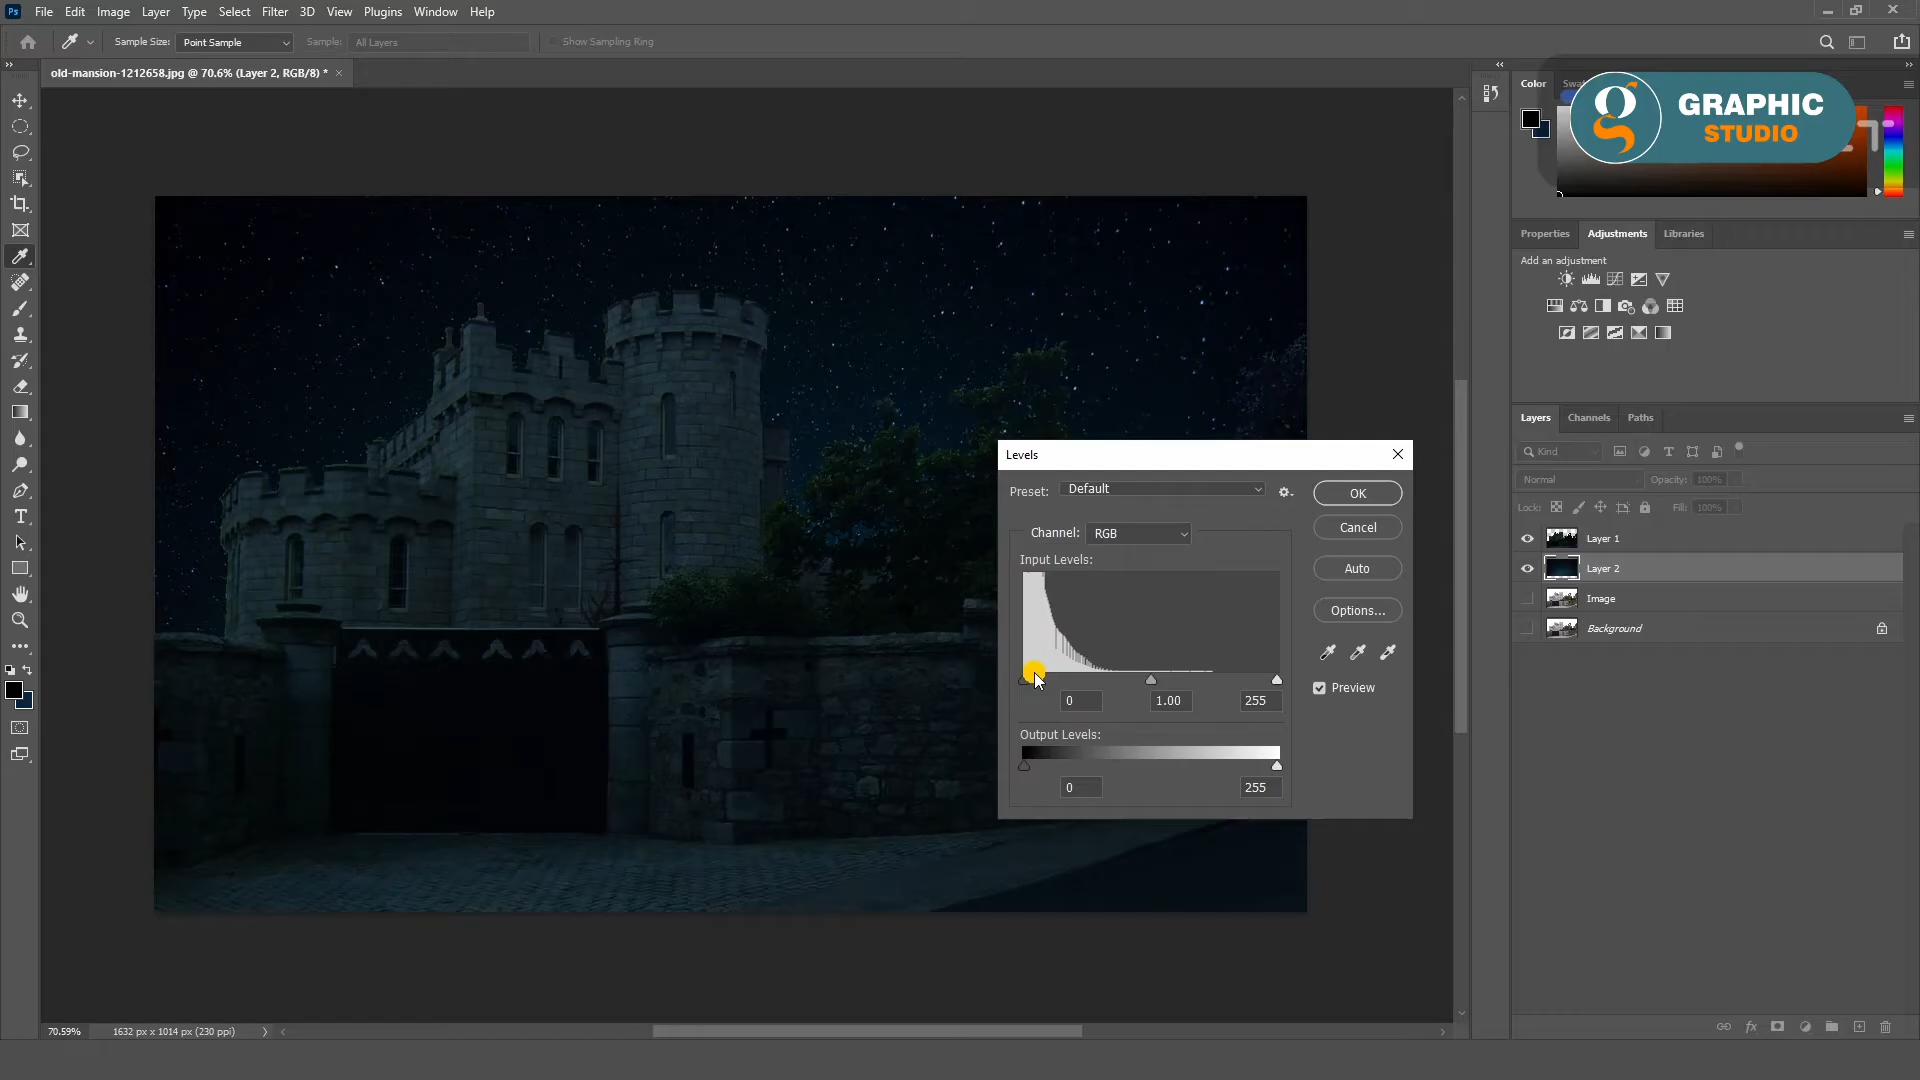 Ps File Edit Image Layer Type Select Filter 3D View Plugins Window Help
Sample Size: Point Sample Sample: All Layers Show Sampling Ring
old-mansion-1212658.jpg @ 70.6% (Layer 2, RGB/8) * ×
Color
GRAPHIC
STUDIO
Properties Adjustments Libraries
Add an adjustment
Layers Channels Paths
Kind
Normal Opacity: 100%
Lock: Fill: 100%
Layer 1
Layer 2
Image
Background
Levels
Preset: Default
OK
Channel: RGB
Cancel
Input Levels:
Auto
Options...
Preview
0 1.00 255
Output Levels:
0 255
70.59% 1632 px x 1014 px (230 ppi)